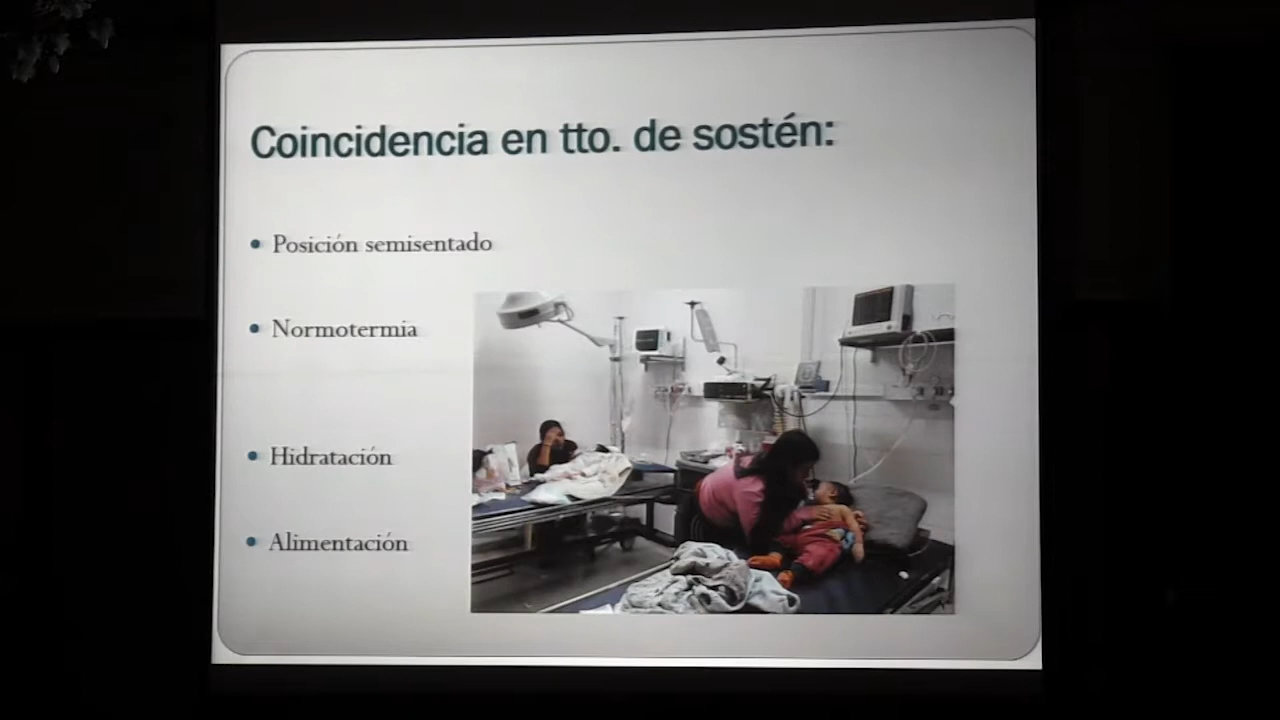 Coincidencia en tto. de sostén:
• Posición semisentado
• Normotermia
• Hidratación
• Alimentación